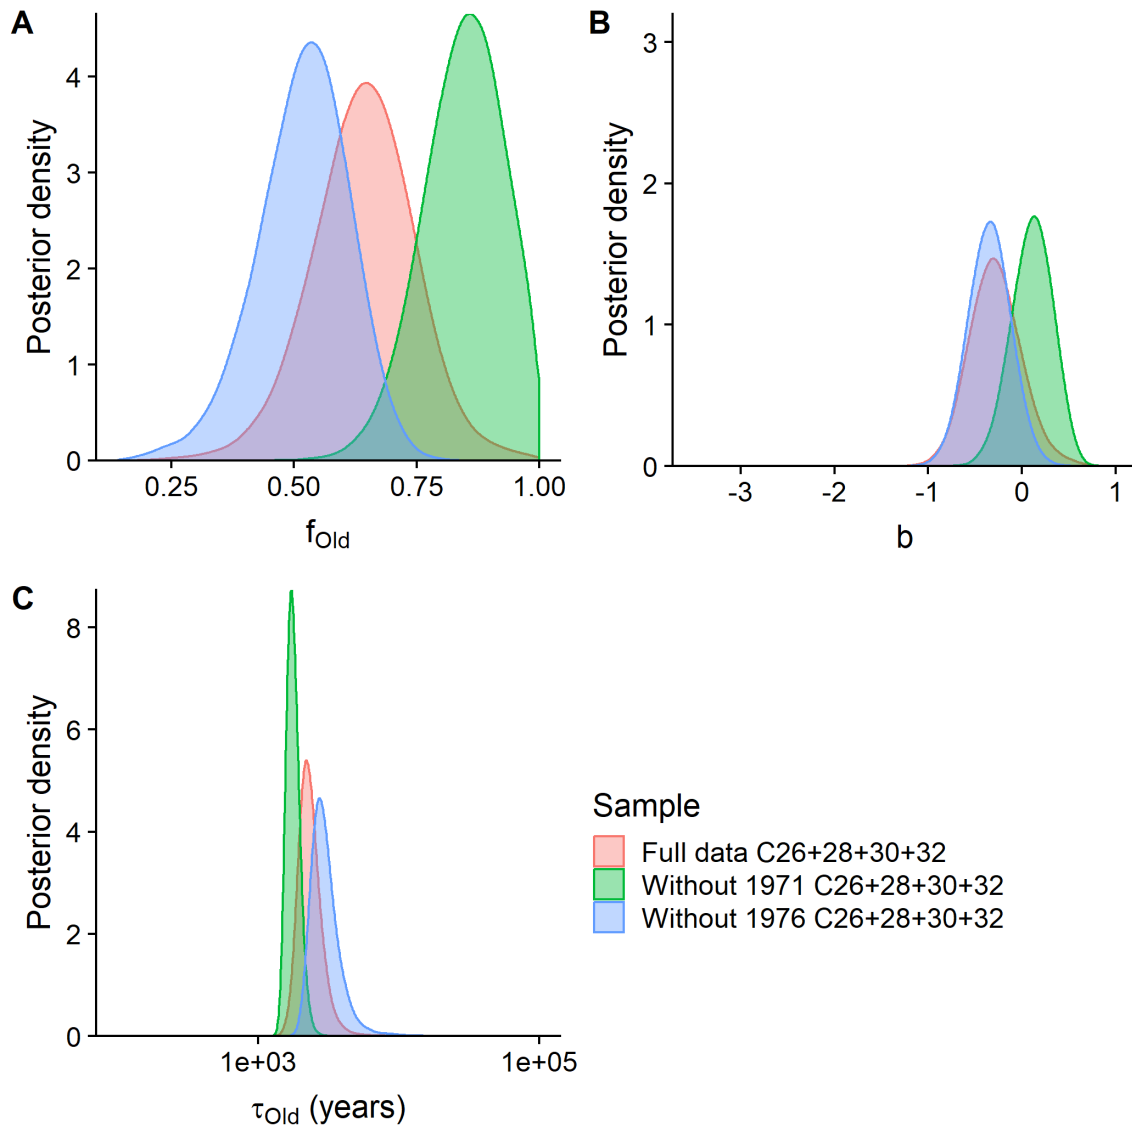 A
Posterior density
4
3
2
1
0
0.25 0.50 0.75 1.00
fOld
B
Posterior density
3
2
1
0
-3 -2 -1 0 1
b
C
Posterior density
8
6
4
2
0
1e+03 1e+05
τOld (years)
Sample
Full data C26+28+30+32
Without 1971 C26+28+30+32
Without 1976 C26+28+30+32